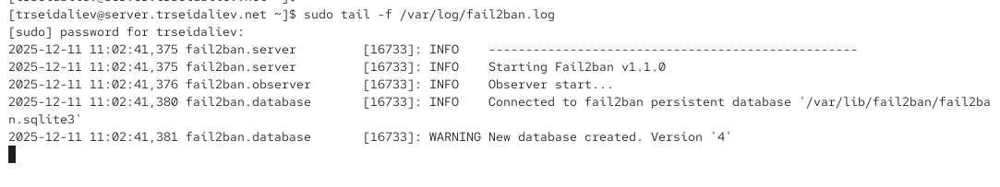 [trseidaliev@server.trseidaliev.net ~]$ sudo tail -f /var/log/fail2ban.log
[sudo] password for trseidaliev:
2025-12-11 11:02:41,375 fail2ban.server         [16733]: INFO    --------------------------------------------------
2025-12-11 11:02:41,375 fail2ban.server         [16733]: INFO    Starting Fail2ban v1.1.0
2025-12-11 11:02:41,376 fail2ban.observer       [16733]: INFO    Observer start...
2025-12-11 11:02:41,380 fail2ban.database       [16733]: INFO    Connected to fail2ban persistent database '/var/lib/fail2ban/fail2ba
n.sqlite3'
2025-12-11 11:02:41,381 fail2ban.database       [16733]: WARNING New database created. Version '4'